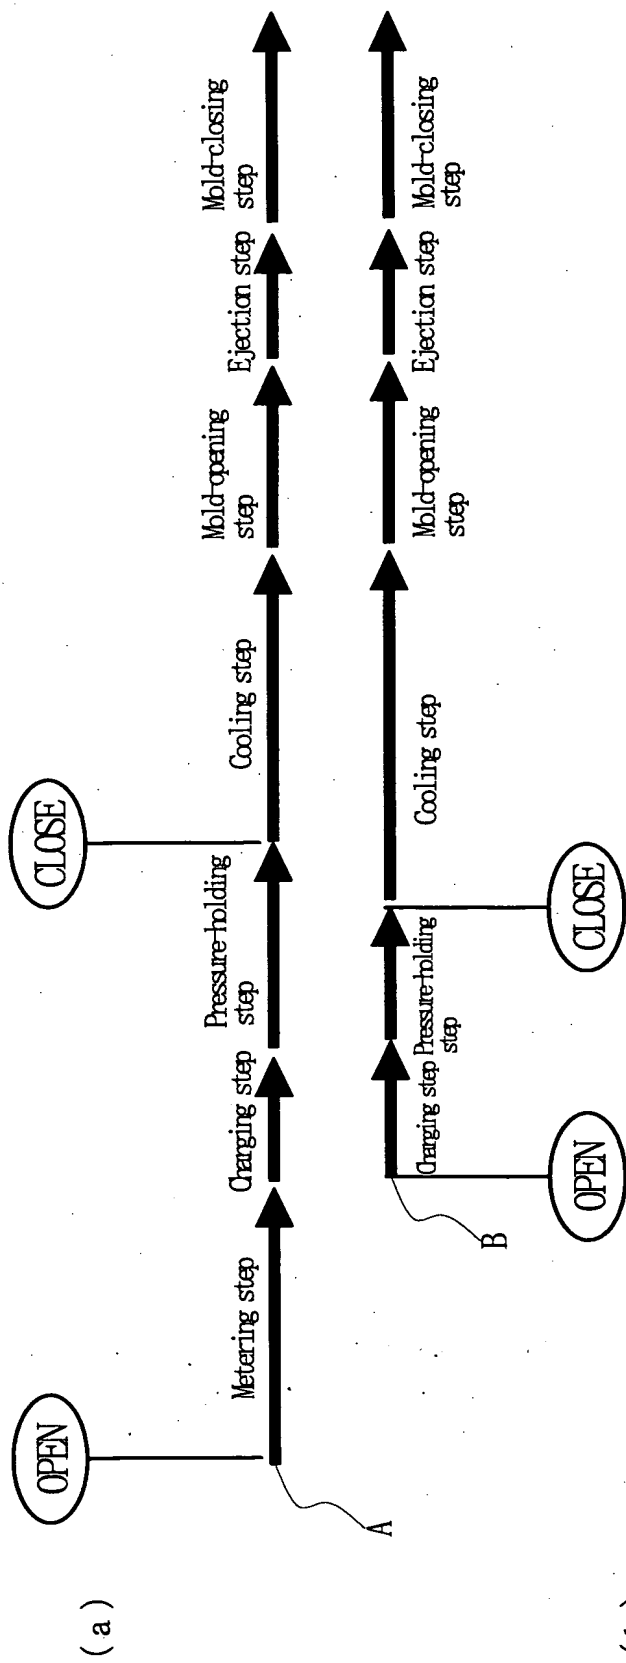 (a)
OPEN
CLOSE
Metering step
Charging step
Pressure-holding
step
Cooling step
Mold-opening
step
Ejection step
Mold-closing
step
A
B
Charging step
Pressure-holding
step
Cooling step
Mold-opening
step
Ejection step
Mold-closing
step
OPEN
CLOSE